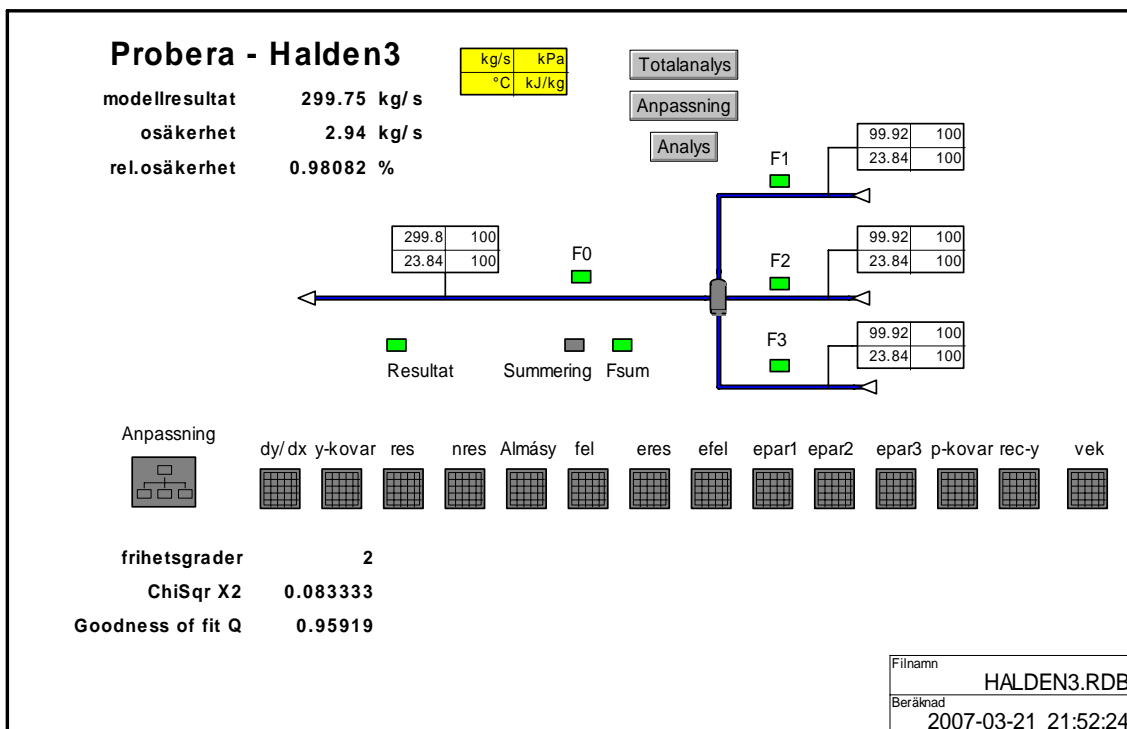 Probera - Halden3
modellresultat 299.75 kg/s
osäkerhet 2.94 kg/s
rel.osäkerhet 0.98082 %
kg/s kPa
°C kJ/kg
Totalanalys
Anpassning
Analys
F1
99.92 100
23.84 100
299.8 100
23.84 100
F0
F2
99.92 100
23.84 100
F3
99.92 100
23.84 100
Resultat Summering Fsum
Anpassning
dy/dx y-kovar res nres Almásy fel eres efel epar1 epar2 epar3 p-kovar rec-y vek
frihetsgrader 2
ChiSqr X2 0.083333
Goodness of fit Q 0.95919
Filnamn
HALDEN3.RDB
Beräknad
2007-03-21 21:52:24